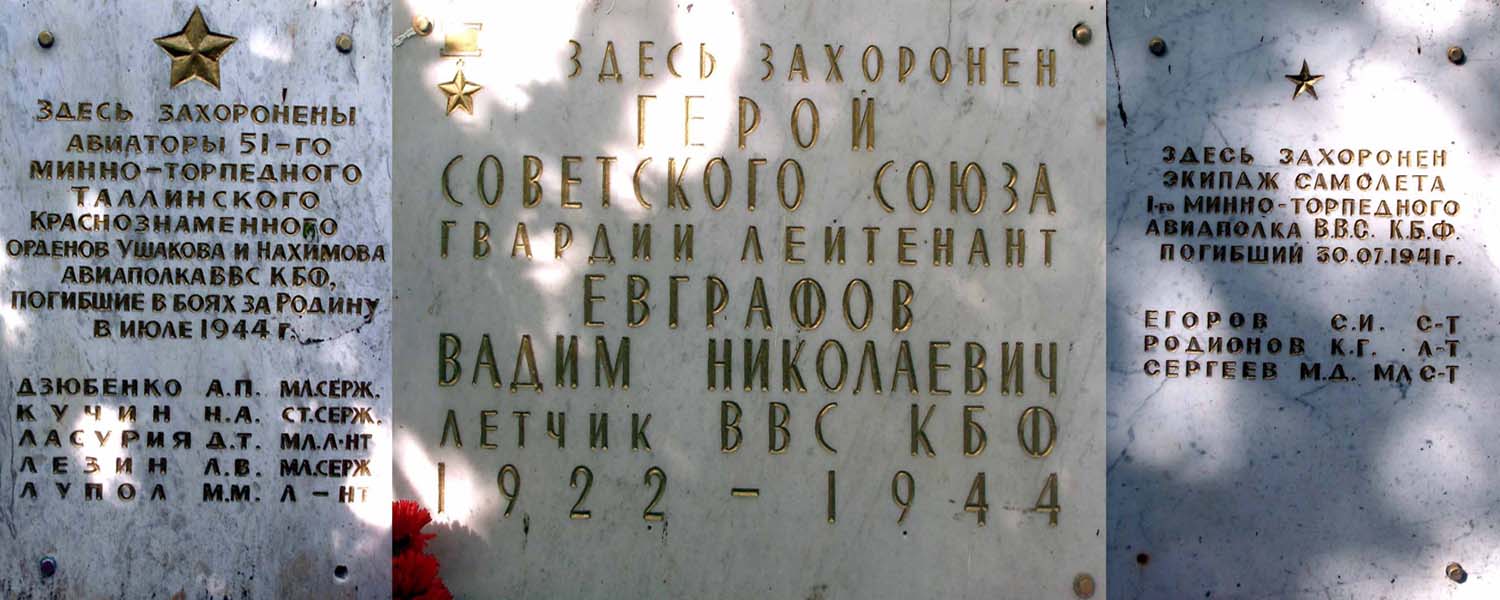 ЗДЕСЬ ЗАХОРОНЕНЫ
АВИАТОРЫ 51-ГО
МИННО-ТОРПЕДНОГО
ТАЛЛИНСКОГО
КРАСНОЗНАМЕННОГО
ОРДЕНОВ УШАКОВА И НАХИМОВА
АВИАПОЛКА ВВС КБФ,
ПОГИБШИЕ В БОЯХ ЗА РОДИНУ
В ИЮЛЕ 1944 Г.
ДЗЮБЕНКО А.П. МЛ.СЕРЖ.
КУЧИН Н.А. СТ.СЕРЖ.
ЛАСУРИЯ Д.Т. МЛ.Л-НТ
ЛЕЗИН Л.В. МЛ.СЕРЖ
ЛУПОЛ М.М. Л-НТ
ЗДЕСЬ ЗАХОРОНЕН
ГЕРОЙ
СОВЕТСКОГО СОЮЗА
ГВАРДИИ ЛЕЙТЕНАНТ
ЕВГРАФОВ
ВАДИМ НИКОЛАЕВИЧ
ЛЕТЧИК ВВС КБФ
1922 – 1944
ЗДЕСЬ ЗАХОРОНЕН
ЭКИПАЖ САМОЛЕТА
1-го МИННО-ТОРПЕДНОГО
АВИАПОЛКА В.В.С. К.Б.Ф.
ПОГИБШИЙ 30.07.1941г.
ЕГОРОВ С.И. С-Т
РОДИОНОВ К.Г. Л-Т
СЕРГЕЕВ М.Д. МЛ С-Т